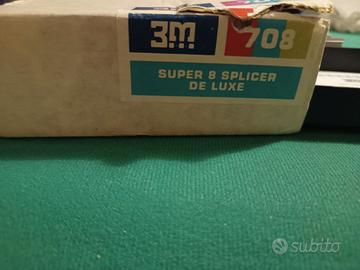 3M 708
SUPER 8 SPLICER
DE LUXE
subito